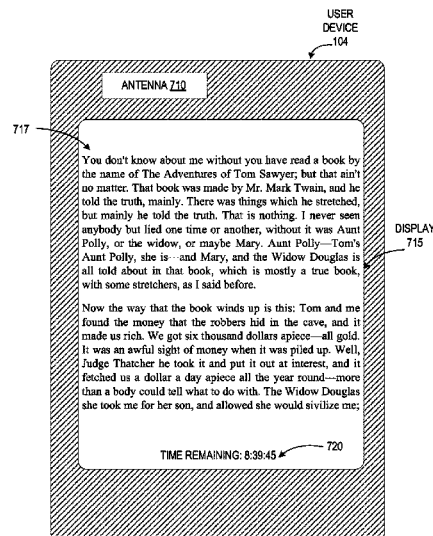 USER
DEVICE
104
ANTENNA 710
717
You don't know about me without you have read a book by
the name of The Adventures of Tom Sawyer; but that ain't
no matter. That book was made by Mr. Mark Twain, and he
told the truth, mainly. There was things which he stretched,
but mainly he told the truth. That is nothing. I never seen
anybody but lied one time or another, without it was Aunt
Polly, or the widow, or maybe Mary. Aunt Polly—Tom's
Aunt Polly, she is···and Mary, and the Widow Douglas is
all told about in that book, which is mostly a true book,
with some stretchers, as I said before.
DISPLAY
715
Now the way that the book winds up is this: Tom and me
found the money that the robbers hid in the cave, and it
made us rich. We got six thousand dollars apiece—all gold.
It was an awful sight of money when it was piled up. Well,
Judge Thatcher he took it and put it out at interest, and it
fetched us a dollar a day apiece all the year round—more
than a body could tell what to do with. The Widow Douglas
she took me for her son, and allowed she would sivilize me;
TIME REMAINING: 8:39:45
720